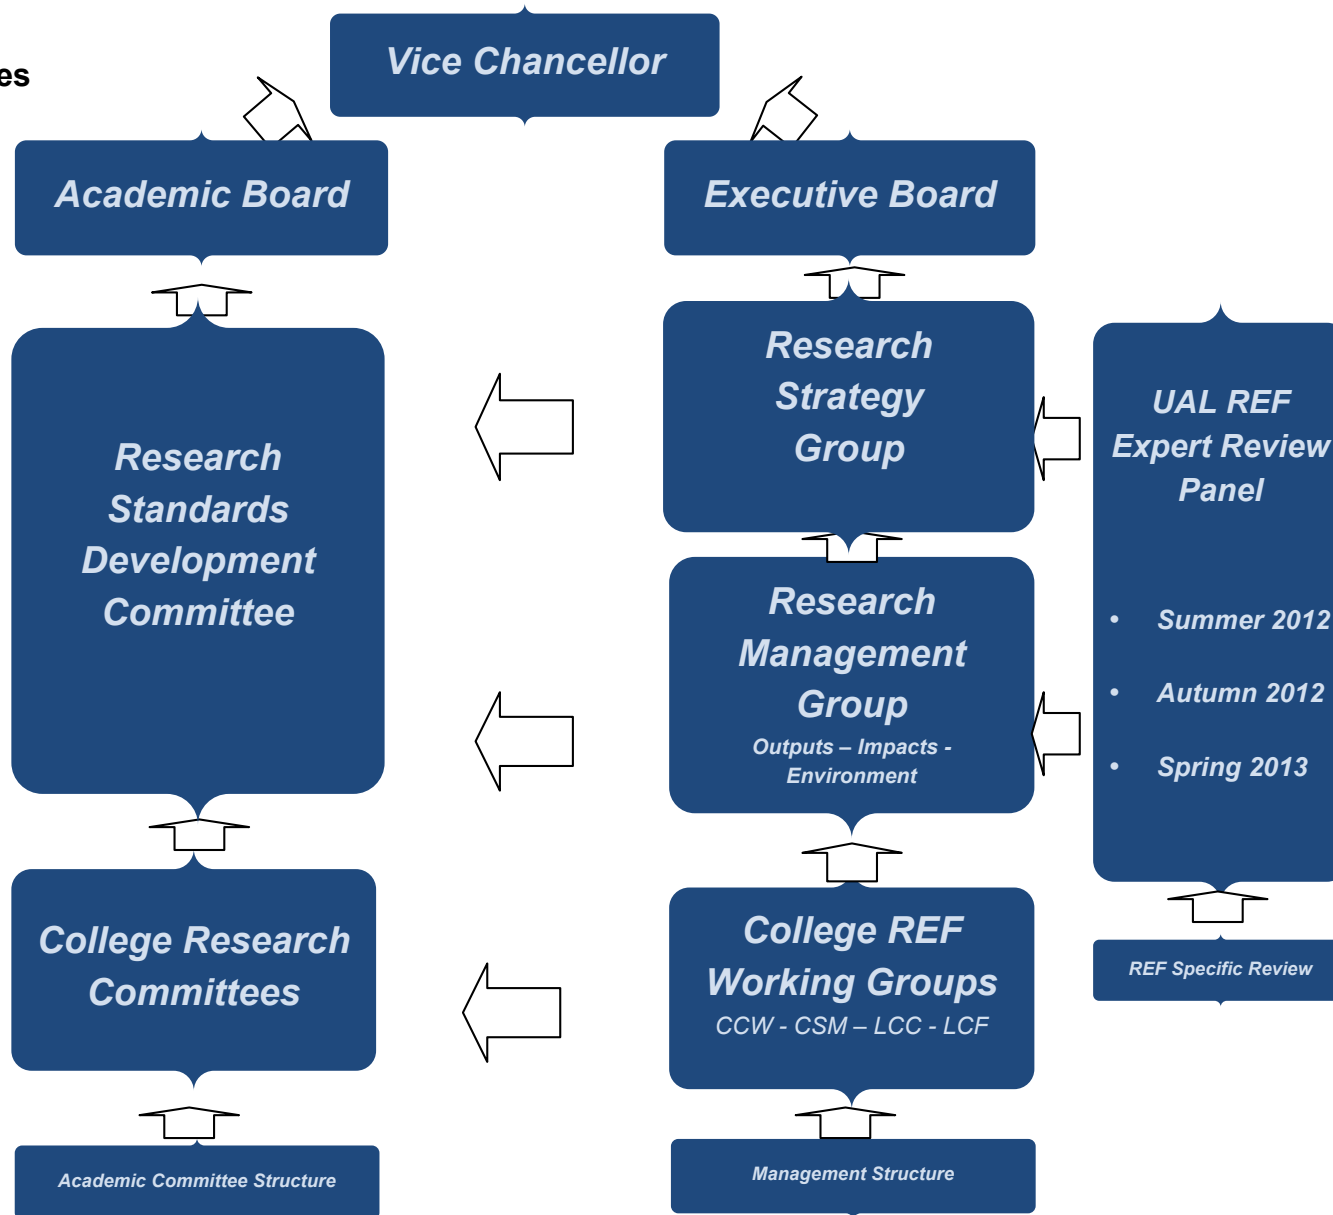 Vice Chancellor
es
Academic Board
Executive Board
Research
Standards
Development
Committee
Research
Strategy
Group
UAL REF
Expert Review
Panel
• Summer 2012
• Autumn 2012
• Spring 2013
Research
Management
Group
Outputs – Impacts -
Environment
College Research
Committees
College REF
Working Groups
CCW - CSM – LCC - LCF
REF Specific Review
Academic Committee Structure
Management Structure